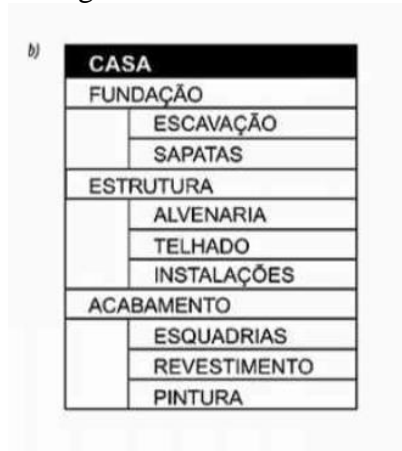 b)
CASA
FUNDAÇÃO
ESCAVAÇÃO
SAPATAS
ESTRUTURA
ALVENARIA
TELHADO
INSTALAÇÕES
ACABAMENTO
ESQUADRIAS
REVESTIMENTO
PINTURA